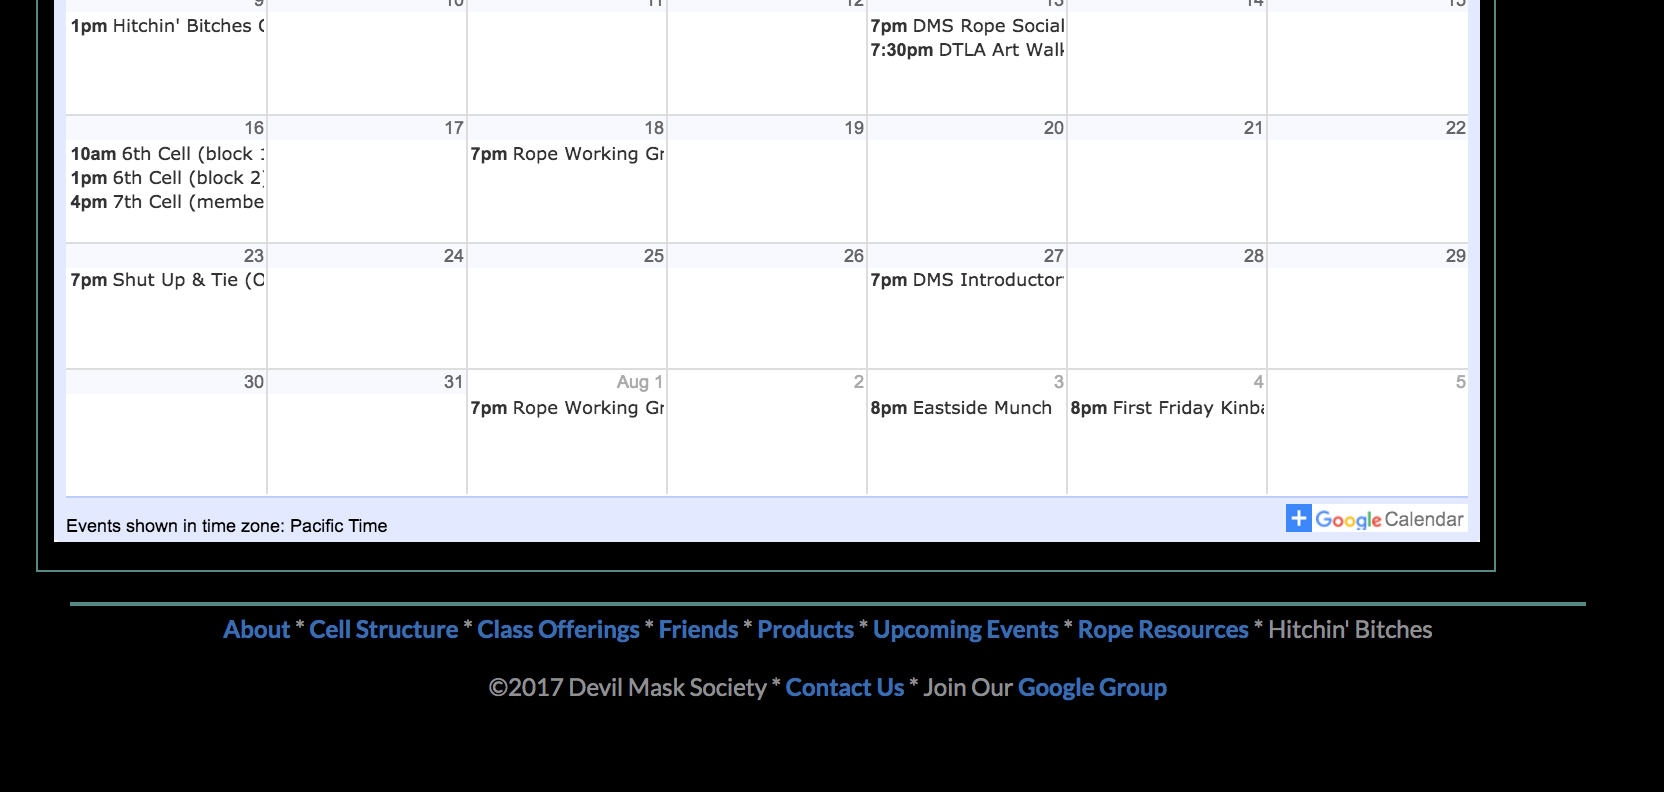 9 10 11 12 13 14 15
1pm Hitchin' Bitches 7pm DMS Rope Social
7:30pm DTLA Art Walk
16 17 18 19 20 21 22
10am 6th Cell (block 7pm Rope Working Gr
1pm 6th Cell (block 2)
4pm 7th Cell (membe
23 24 25 26 27 28 29
7pm Shut Up & Tie (O 7pm DMS Introductor
30 31 Aug 1 2 3 4 5
7pm Rope Working Gr 8pm Eastside Munch 8pm First Friday Kinba
Events shown in time zone: Pacific Time
+ Google Calendar
About * Cell Structure * Class Offerings * Friends * Products * Upcoming Events * Rope Resources * Hitchin' Bitches
©2017 Devil Mask Society * Contact Us * Join Our Google Group